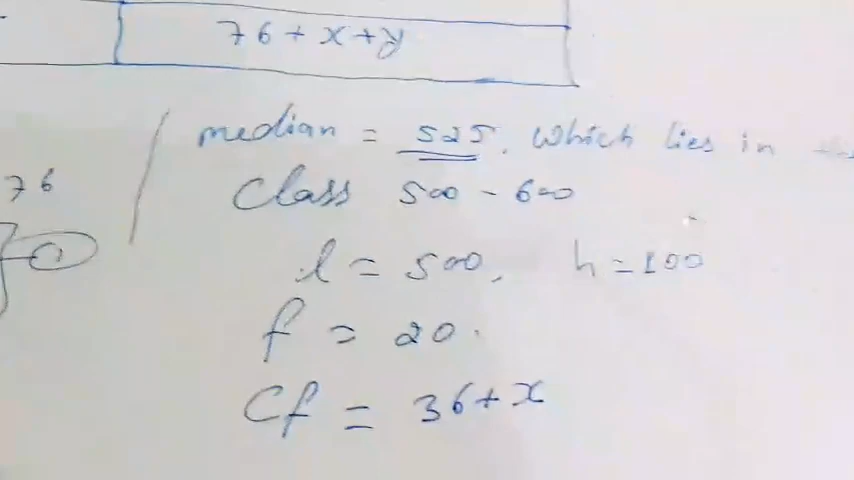 76+x+y
median = 525. Which lies in
Class 500 - 600
76
l = 500, h = 100
f = 20.
Cf = 36+x